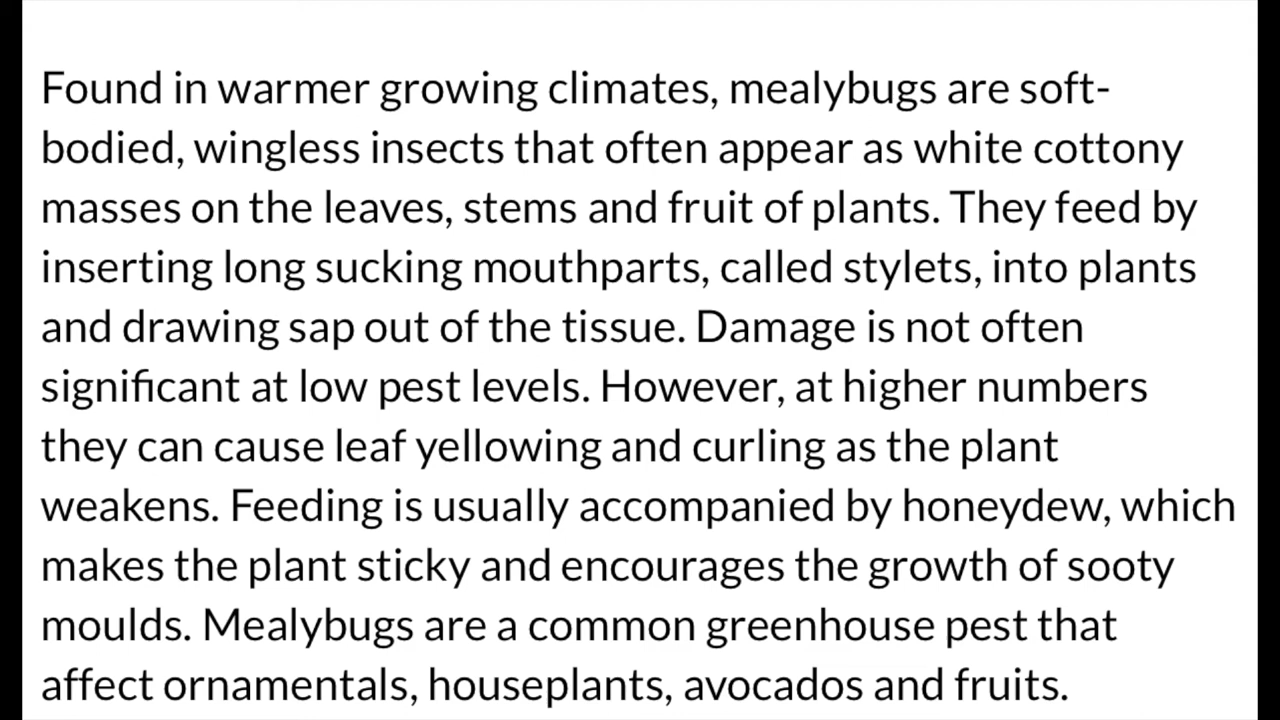 Found in warmer growing climates, mealybugs are soft-
bodied, wingless insects that often appear as white cottony
masses on the leaves, stems and fruit of plants. They feed by
inserting long sucking mouthparts, called stylets, into plants
and drawing sap out of the tissue. Damage is not often
significant at low pest levels. However, at higher numbers
they can cause leaf yellowing and curling as the plant
weakens. Feeding is usually accompanied by honeydew, which
makes the plant sticky and encourages the growth of sooty
moulds. Mealybugs are a common greenhouse pest that
affect ornamentals, houseplants, avocados and fruits.